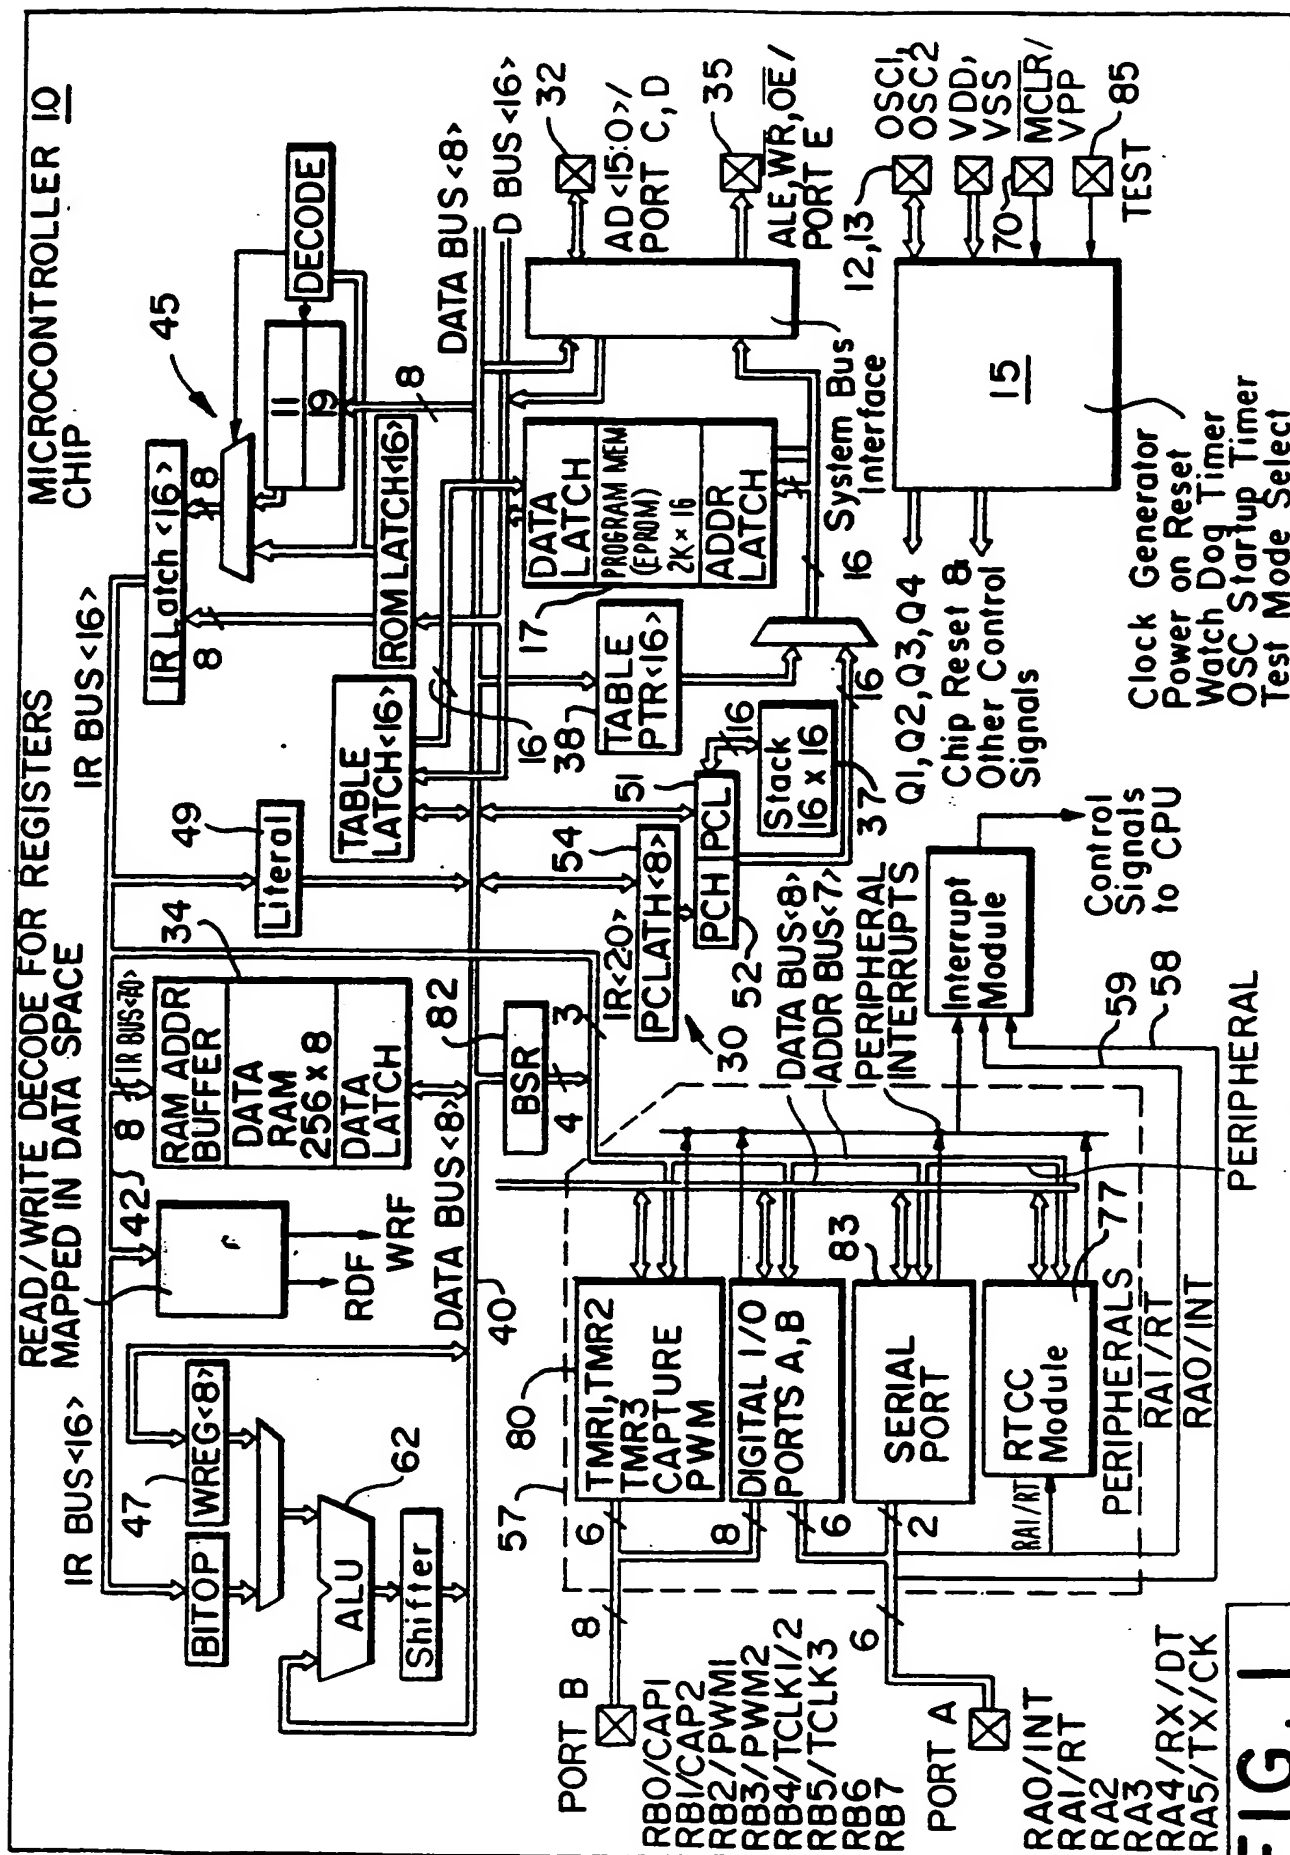 MICROCONTROLLER 10
CHIP
READ/WRITE DECODE FOR REGISTERS
MAPPED IN DATA SPACE
IR BUS<16>
IR BUS<16>
47
BITOP
WREG<8>
62
ALU
Shifter
42
RDF
WRF
8
IR BUS<7:0>
34
RAM ADDR
BUFFER
DATA
RAM
256 x 8
DATA
LATCH
DATA BUS<8>
40
82
BSR
4
3
49
Literal
TABLE
LATCH<16>
16
IR Latch <16>
8
8
ROM LATCH<16>
45
11
19
DECODE
8
DATA BUS<8>
D BUS<16>
IR<2:0>
54
PCLATH<8>
PCH
PCL
51
52
30
16
Stack
16 x 16
37
38
TABLE
PTR<16>
16
17
DATA
LATCH
PROGRAM MEM
(EPROM)
2K x 16
ADDR
LATCH
16
System Bus
Interface
32
AD<15:0>/
PORT C,D
35
ALE,WR,OE/
PORT E
12,13
OSC1,
OSC2
VDD,
VSS
70
MCLR/
VPP
85
TEST
15
Q1,Q2,Q3,Q4
Chip Reset &
Other Control
Signals
Clock Generator
Power on Reset
Watch Dog Timer
OSC Startup Timer
Test Mode Select
DATA BUS<8>
ADDR BUS<7>
PERIPHERAL
INTERRUPTS
Interrupt
Module
Control
Signals
to CPU
59
58
PERIPHERAL
57
80
TMR1,TMR2
TMR3
CAPTURE
PWM
DIGITAL I/O
PORTS A,B
83
SERIAL
PORT
RTCC
Module
77
RA1/RT
PERIPHERALS
RA1/RT
RA0/INT
6
8
6
2
8
6
PORT B
RB0/CAP1
RB1/CAP2
RB2/PWM1
RB3/PWM2
RB4/TCLK1/2
RB5/TCLK3
RB6
RB7
PORT A
RA0/INT
RA1/RT
RA2
RA3
RA4/RX/DT
RA5/TX/CK
FIG. 1